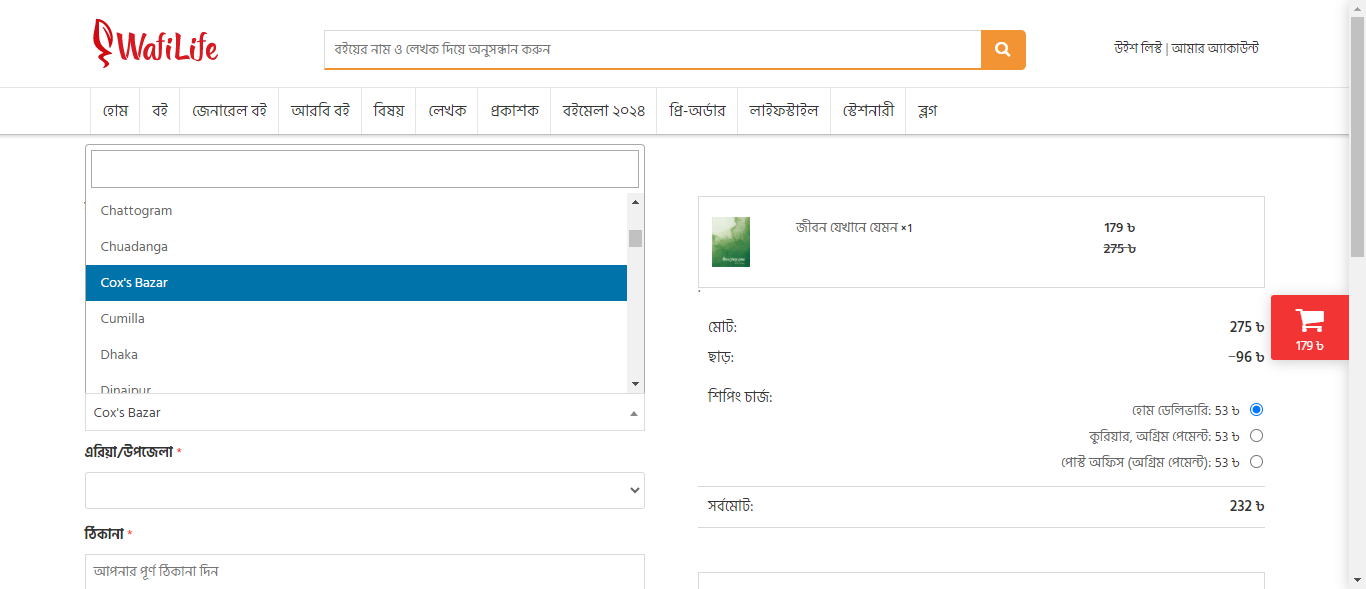 WafiLife
বইয়ের নাম ও লেখক দিয়ে অনুসন্ধান করুন
উইশ লিস্ট | আমার অ্যাকাউন্ট
হোম বই জেনারেল বই আরবি বই বিষয় লেখক প্রকাশক বইমেলা ২০২৪ প্রি-অর্ডার লাইফস্টাইল স্টেশনারী ব্লগ
Chattogram
Chuadanga
Cox's Bazar
Cumilla
Dhaka
Dinajpur
Cox's Bazar
এরিয়া/উপজেলা *
ঠিকানা *
আপনার পূর্ণ ঠিকানা দিন
জীবন যেখানে যেমন ×1 179 ৳
275 ৳
মোট: 275 ৳
ছাড়: -96 ৳
শিপিং চার্জ:
হোম ডেলিভারি: 53 ৳
কুরিয়ার, অগ্রিম পেমেন্ট: 53 ৳
পোস্ট অফিস (অগ্রিম পেমেন্ট): 53 ৳
সর্বমোট: 232 ৳
179 ৳